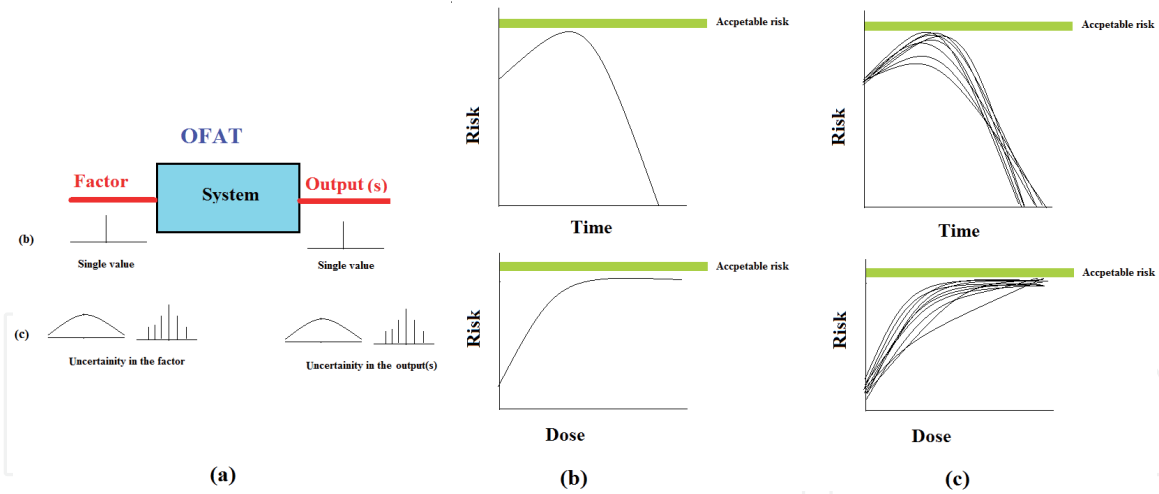 OFAT
Factor
System
Output (s)
(b)
Single value
Single value
(c)
Uncertainity in the factor
Uncertainity in the output(s)
(a)
Accpetable risk
Risk
Time
Accpetable risk
Risk
Dose
(b)
Accpetable risk
Risk
Time
Accpetable risk
Risk
Dose
(c)